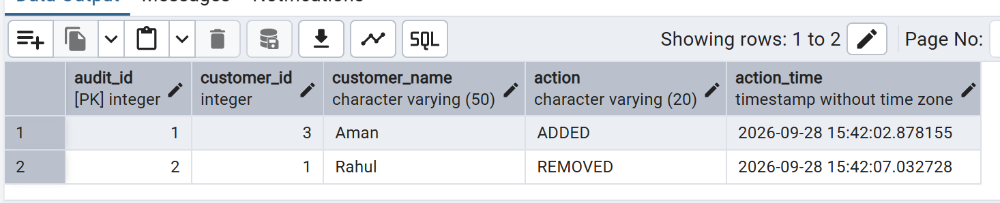 Data Output Messages Notifications
SQL Showing rows: 1 to 2 Page No:
audit_id customer_id customer_name action action_time
[PK] integer integer character varying (50) character varying (20) timestamp without time zone
1 1 3 Aman ADDED 2026-09-28 15:42:02.878155
2 2 1 Rahul REMOVED 2026-09-28 15:42:07.032728